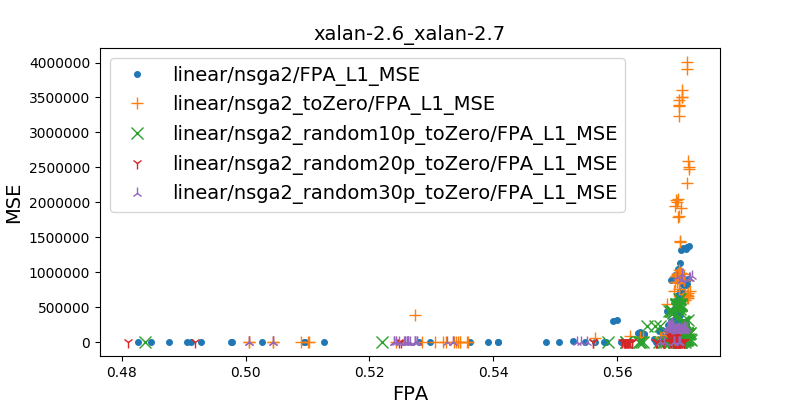 xalan-2.6_xalan-2.7
MSE
4000000
3500000
3000000
2500000
2000000
1500000
1000000
500000
0
linear/nsga2/FPA_L1_MSE
linear/nsga2_toZero/FPA_L1_MSE
linear/nsga2_random10p_toZero/FPA_L1_MSE
linear/nsga2_random20p_toZero/FPA_L1_MSE
linear/nsga2_random30p_toZero/FPA_L1_MSE
0.48 0.50 0.52 0.54 0.56
FPA